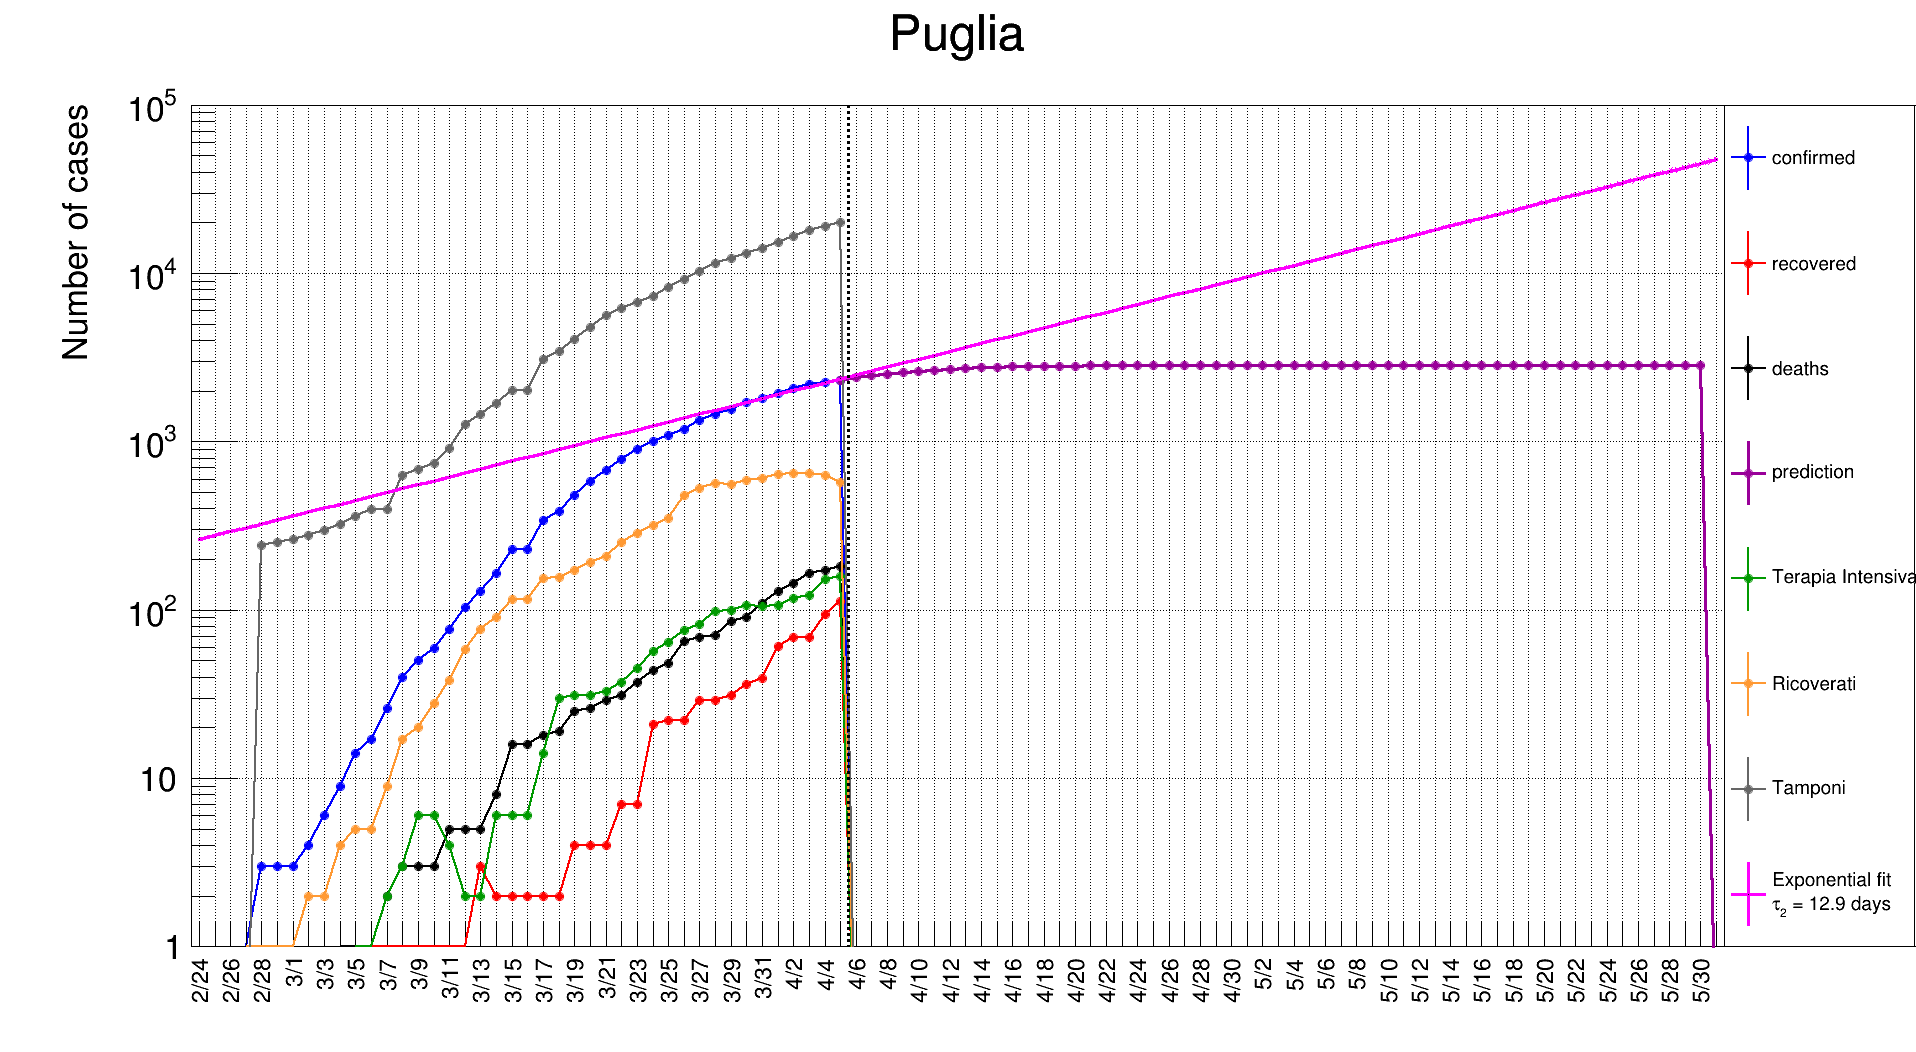 Puglia
Number of cases
10^5
10^4
10^3
10^2
10
1
2/24 2/26 2/28 3/1 3/3 3/5 3/7 3/9 3/11 3/13 3/15 3/17 3/19 3/21 3/23 3/25 3/27 3/29 3/31 4/2 4/4 4/6 4/8 4/10 4/12 4/14 4/16 4/18 4/20 4/22 4/24 4/26 4/28 4/30 5/2 5/4 5/6 5/8 5/10 5/12 5/14 5/16 5/18 5/20 5/22 5/24 5/26 5/28 5/30
confirmed
recovered
deaths
prediction
Terapia Intensiva
Ricoverati
Tamponi
Exponential fit
τ₂ = 12.9 days